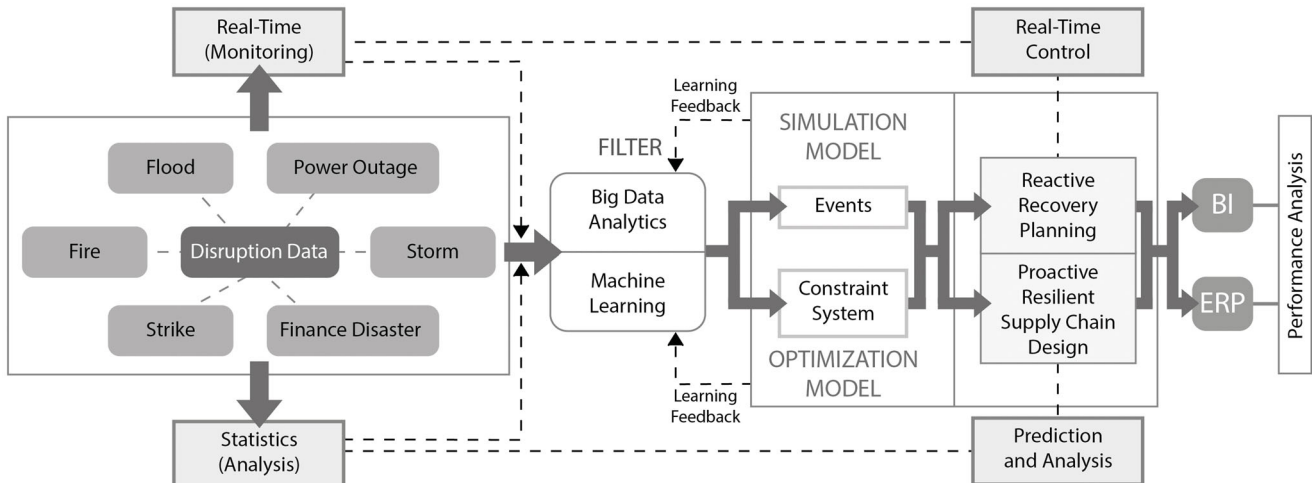 Real-Time
(Monitoring)
Real-Time
Control
Learning
Feedback
Flood
Power Outage
Fire
Disruption Data
Storm
Strike
Finance Disaster
FILTER
Big Data
Analytics
Machine
Learning
SIMULATION
MODEL
Events
Constraint
System
OPTIMIZATION
MODEL
Reactive
Recovery
Planning
Proactive
Resilient
Supply Chain
Design
BI
ERP
Performance Analysis
Learning
Feedback
Statistics
(Analysis)
Prediction
and Analysis